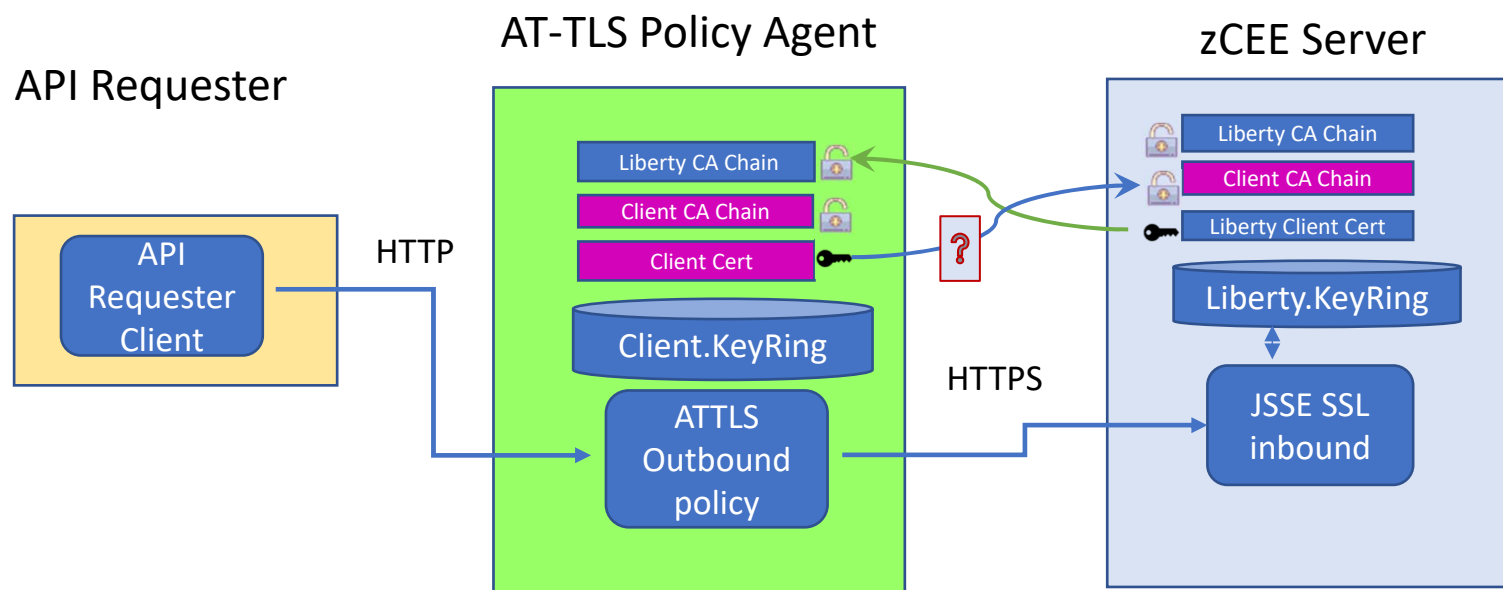 API Requester
API
Requester
Client
HTTP
AT-TLS Policy Agent
Liberty CA Chain
Client CA Chain
Client Cert
?
Client.KeyRing
ATTLS
Outbound
policy
HTTPS
zCEE Server
Liberty CA Chain
Client CA Chain
Liberty Client Cert
Liberty.KeyRing
JSSE SSL
inbound